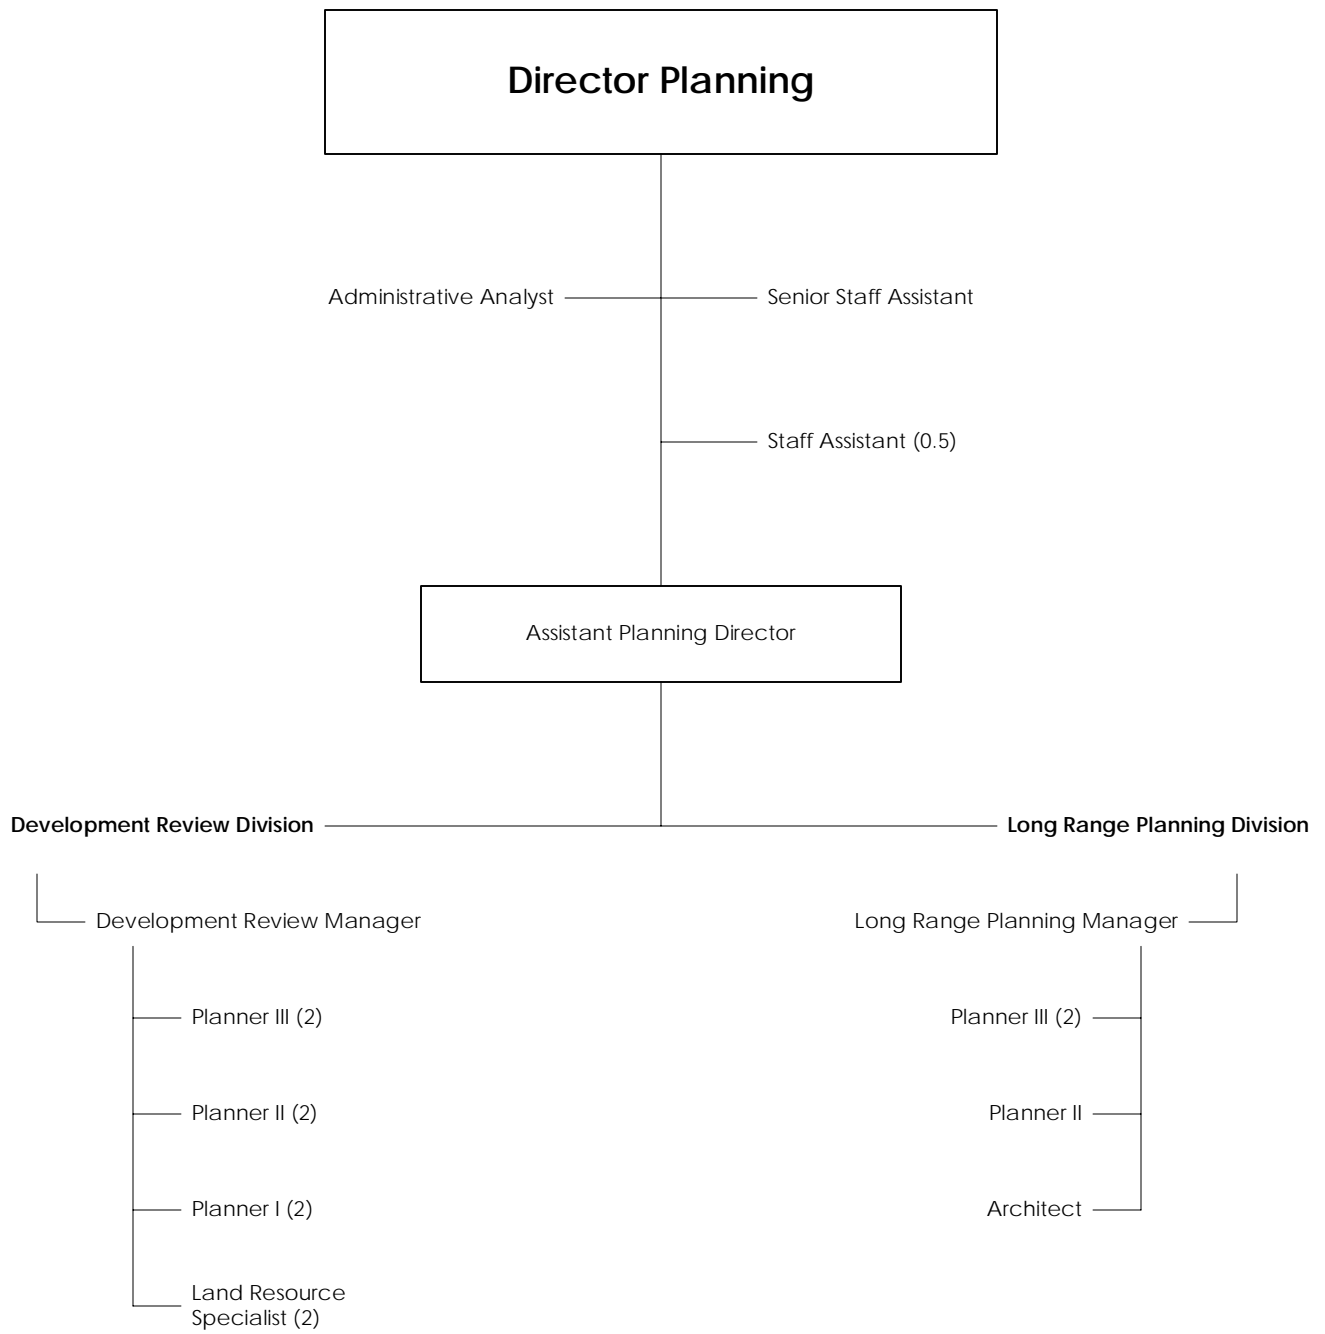 Director Planning
Administrative Analyst
Senior Staff Assistant
Staff Assistant (0.5)
Assistant Planning Director
Development Review Division
Long Range Planning Division
Development Review Manager
Long Range Planning Manager
Planner III (2)
Planner III (2)
Planner II (2)
Planner II
Planner I (2)
Architect
Land Resource
Specialist (2)